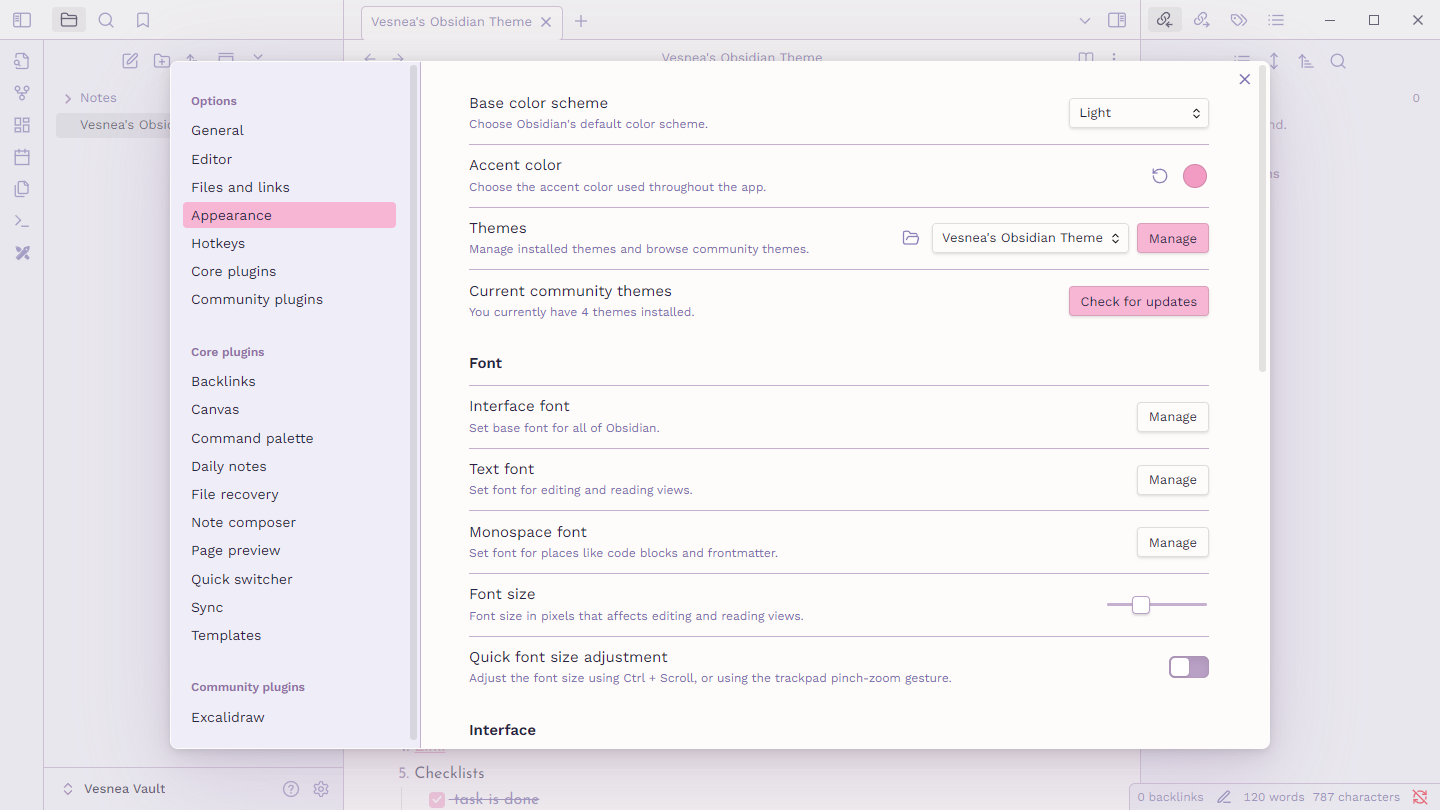 Vesnea's Obsidian Theme
Vesnea's Obsidian Theme
Notes
Vesnea's Obsid
0
nd.
ns
Options
General
Editor
Files and links
Appearance
Hotkeys
Core plugins
Community plugins
Core plugins
Backlinks
Canvas
Command palette
Daily notes
File recovery
Note composer
Page preview
Quick switcher
Sync
Templates
Community plugins
Excalidraw
Base color scheme
Choose Obsidian's default color scheme.
Light
Accent color
Choose the accent color used throughout the app.
Themes
Manage installed themes and browse community themes.
Vesnea's Obsidian Theme
Manage
Current community themes
You currently have 4 themes installed.
Check for updates
Font
Interface font
Set base font for all of Obsidian.
Manage
Text font
Set font for editing and reading views.
Manage
Monospace font
Set font for places like code blocks and frontmatter.
Manage
Font size
Font size in pixels that affects editing and reading views.
Quick font size adjustment
Adjust the font size using Ctrl + Scroll, or using the trackpad pinch-zoom gesture.
Interface
5. Checklists
task is done
Vesnea Vault
0 backlinks
120 words
787 characters